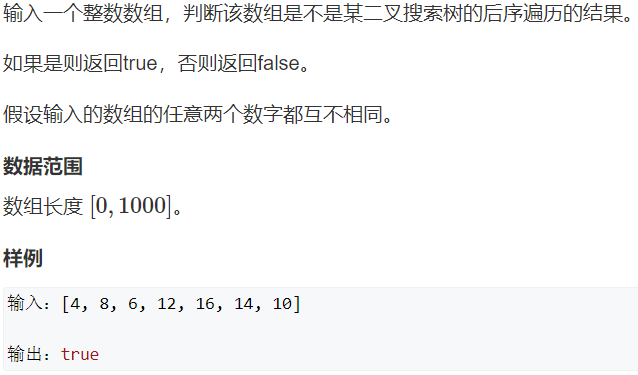 输入一个整数数组，判断该数组是不是某二叉搜索树的后序遍历的结果。
如果是则返回true，否则返回false。
假设输入的数组的任意两个数字都互不相同。
数据范围
数组长度 [0, 1000]。
样例
输入：[4, 8, 6, 12, 16, 14, 10]
输出：true